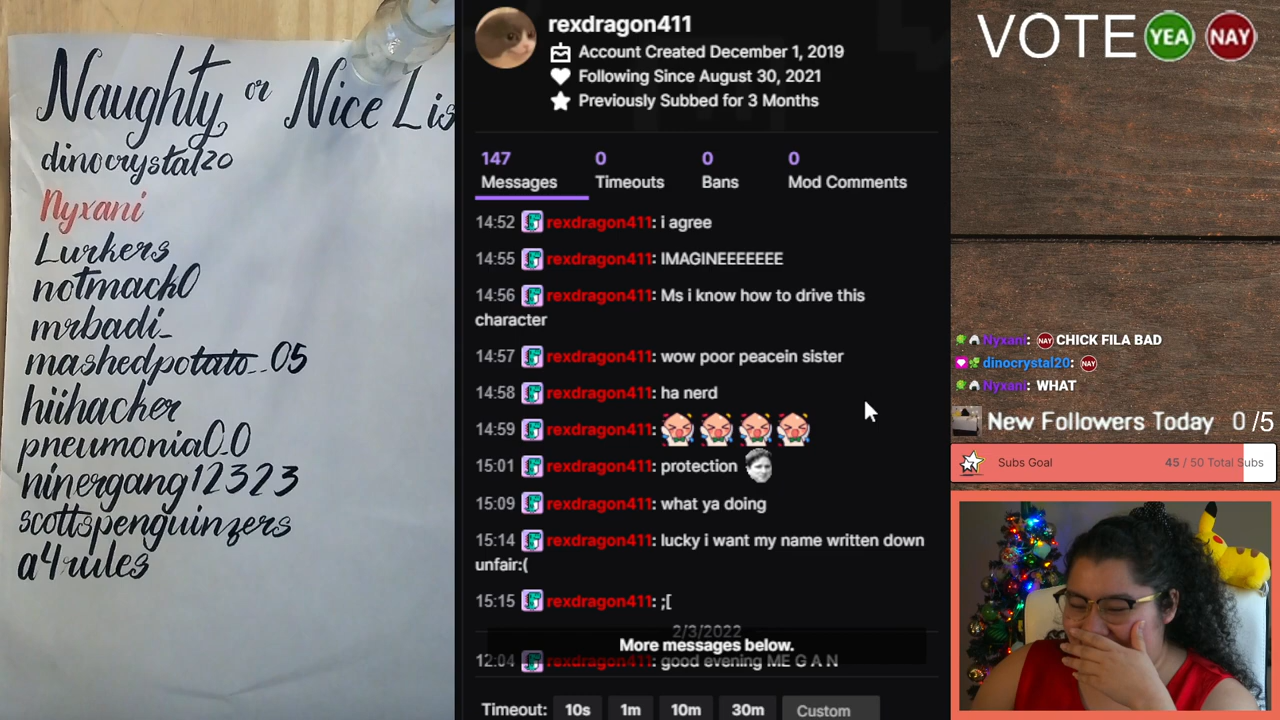 Naughty or Nice Lis
dinocrystal20
Nyxani
Lurkers
notmack0
mrbadi_
mashedpotato_05
hiihacker
pneumonia0_0
ninergang12323
scottspenguinzers
a4rules
rexdragon411
Account Created December 1, 2019
Following Since August 30, 2021
Previously Subbed for 3 Months
147 0 0 0
Messages Timeouts Bans Mod Comments
14:52 rexdragon411: i agree
14:55 rexdragon411: IMAGINEEEEEEE
14:56 rexdragon411: Ms i know how to drive this
character
14:57 rexdragon411: wow poor peacein sister
14:58 rexdragon411: ha nerd
14:59 rexdragon411:
15:01 rexdragon411: protection
15:09 rexdragon411: what ya doing
15:14 rexdragon411: lucky i want my name written down
unfair:(
15:15 rexdragon411: ;[
2/3/2022
More messages below.
12:04 rexdragon411: good evening M E G A N
Timeout: 10s 1m 10m 30m Custom
VOTE YEA NAY
Nyxani: NAY CHICK FILA BAD
dinocrystal20: NAY
Nyxani: WHAT
New Followers Today 0 /5
Subs Goal 45 / 50 Total Subs